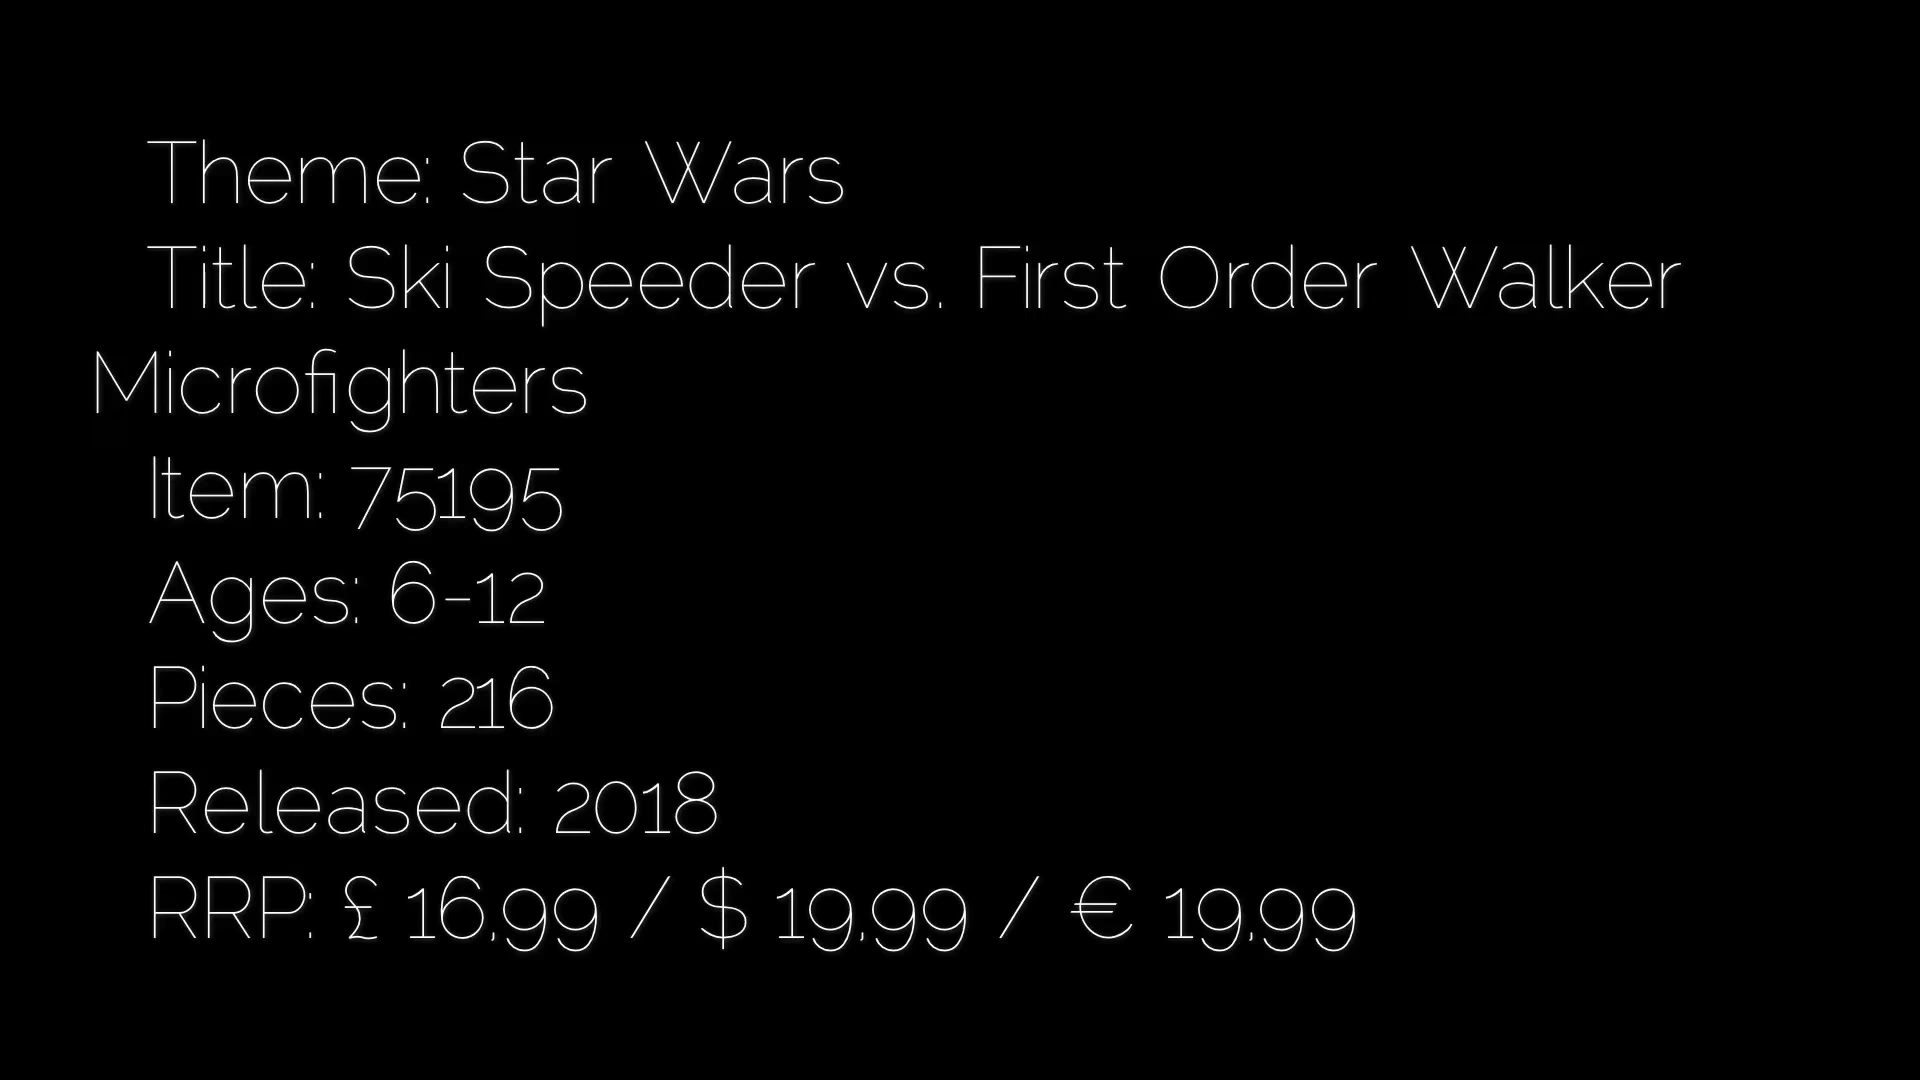 Theme: Star Wars
Title: Ski Speeder vs. First Order Walker
Microfighters
Item: 75195
Ages: 6-12
Pieces: 216
Released: 2018
RRP: £ 16,99 / $ 19,99 / € 19,99